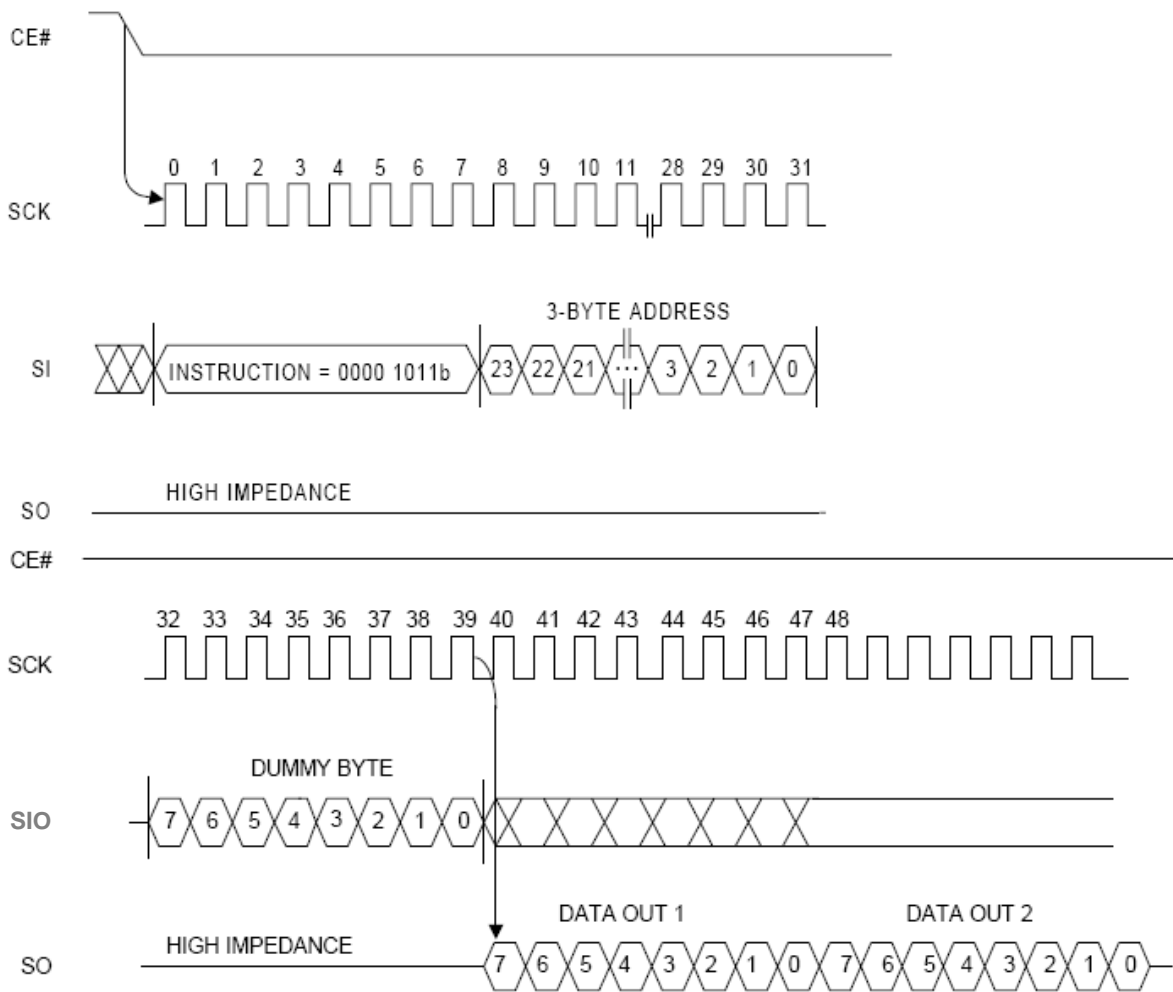 CE#
0 1 2 3 4 5 6 7 8 9 10 11 28 29 30 31
SCK
3-BYTE ADDRESS
SI INSTRUCTION = 0000 1011b 23 22 21 ... 3 2 1 0
HIGH IMPEDANCE
SO
CE#
32 33 34 35 36 37 38 39 40 41 42 43 44 45 46 47 48
SCK
DUMMY BYTE
SIO 7 6 5 4 3 2 1 0
DATA OUT 1 DATA OUT 2
HIGH IMPEDANCE
SO 7 6 5 4 3 2 1 0 7 6 5 4 3 2 1 0